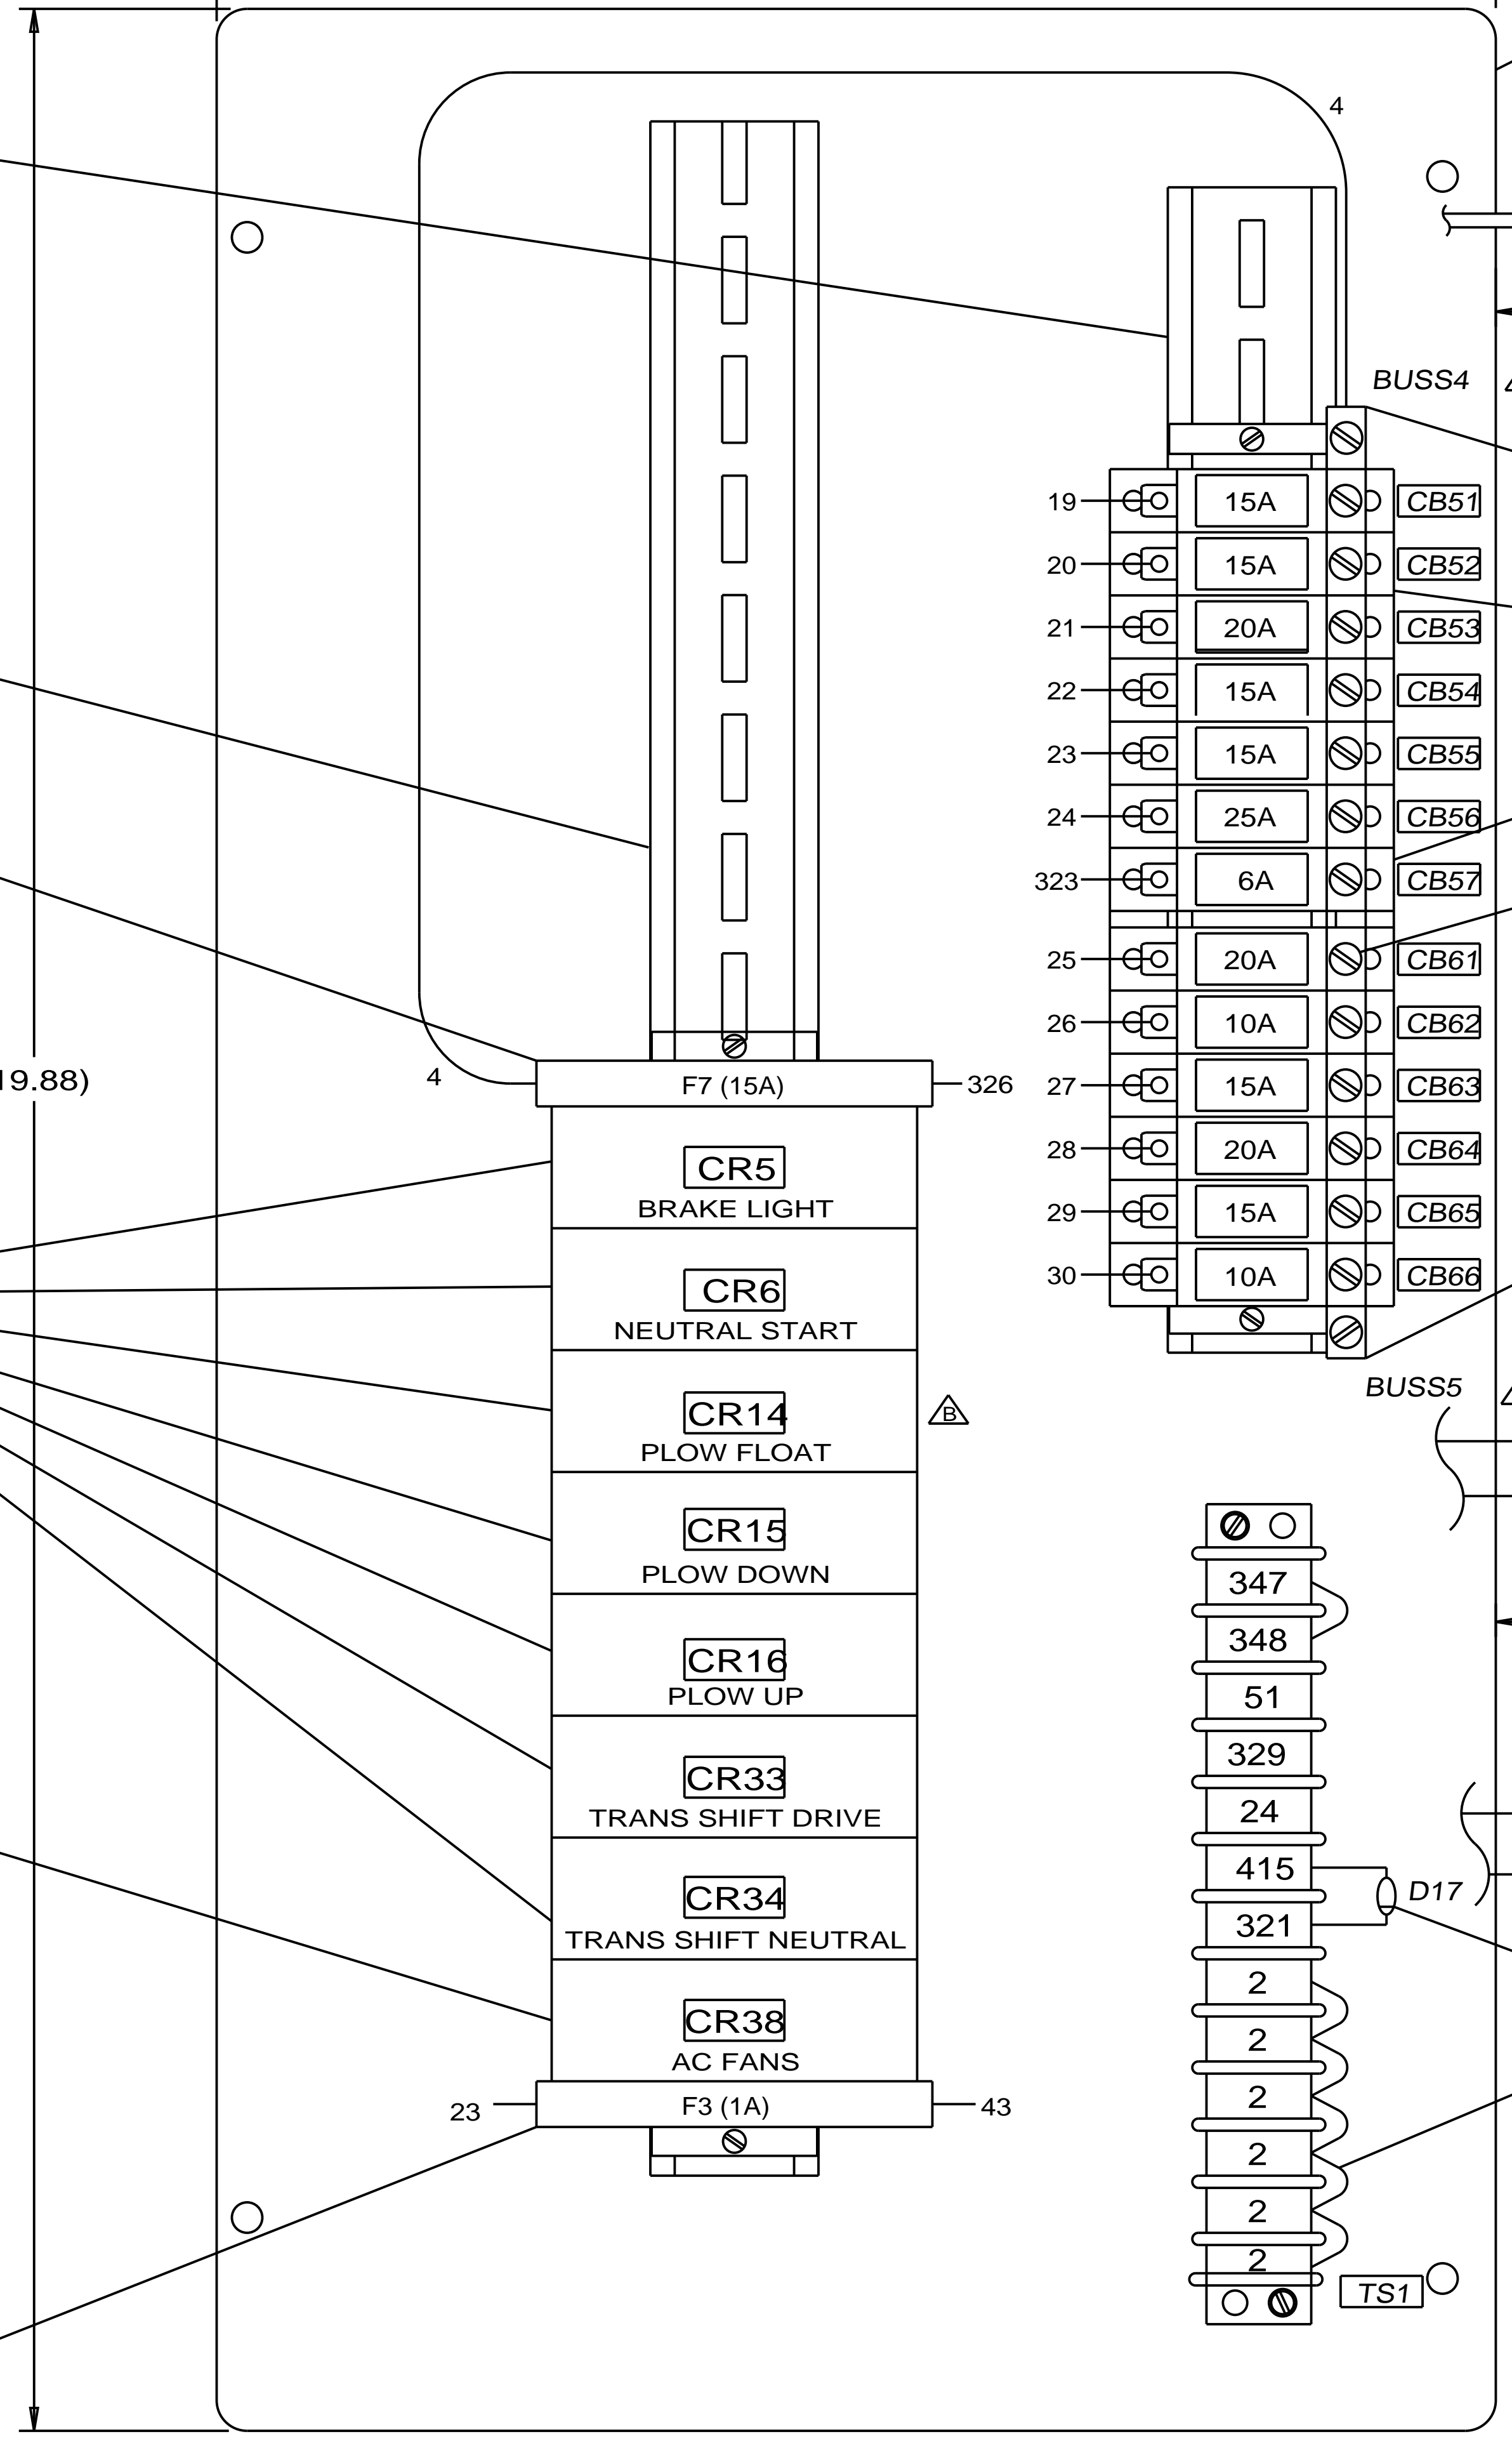 4
BUSS4
19 15A CB51
20 15A CB52
21 20A CB53
22 15A CB54
23 15A CB55
24 25A CB56
323 6A CB57
25 20A CB61
26 10A CB62
27 15A CB63
28 20A CB64
29 15A CB65
30 10A CB66
BUSS5
19.88)
4 F7 (15A) 326
CR5
BRAKE LIGHT
CR6
NEUTRAL START
CR14
PLOW FLOAT
B
CR15
PLOW DOWN
CR16
PLOW UP
CR33
TRANS SHIFT DRIVE
CR34
TRANS SHIFT NEUTRAL
CR38
AC FANS
23 F3 (1A) 43
347
348
51
329
24
415
D17
321
2
2
2
2
2
2
TS1